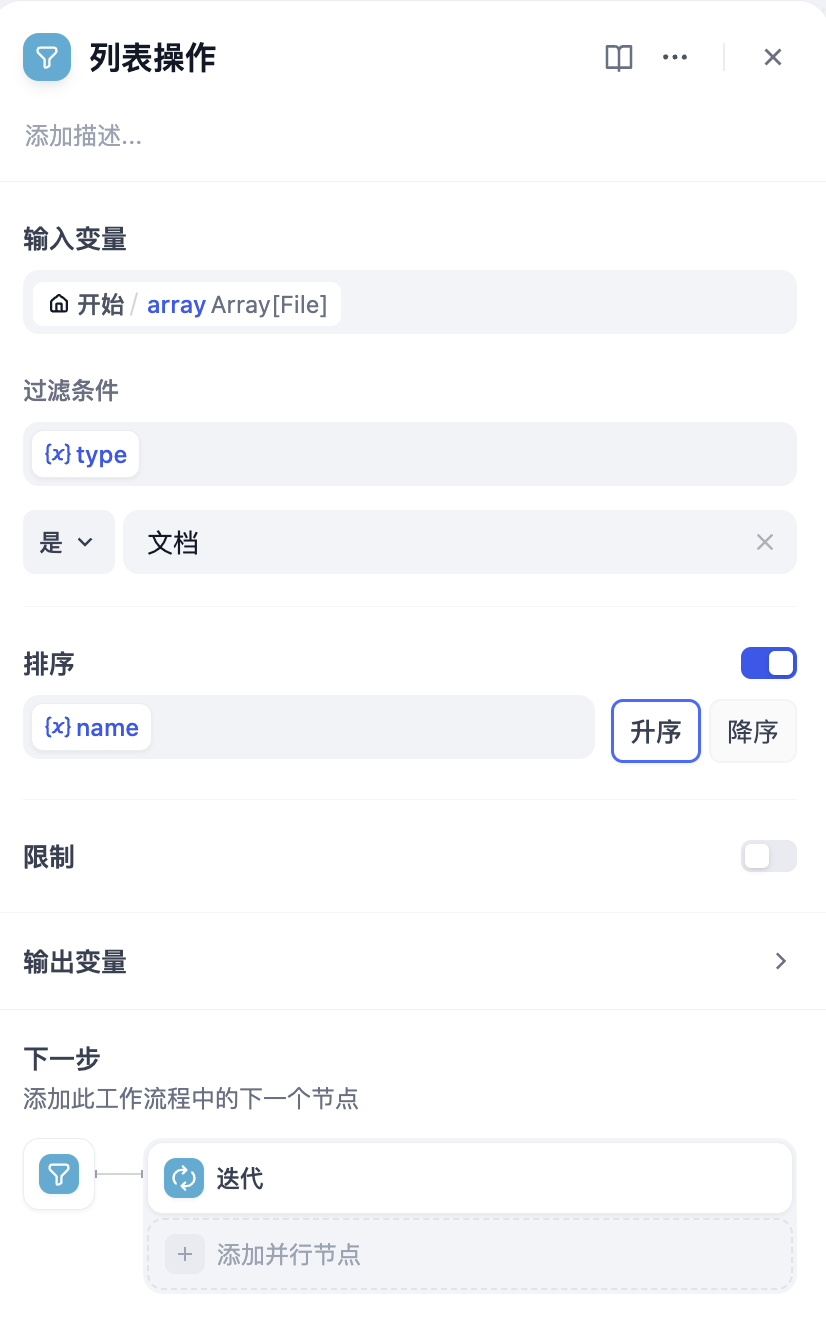 列表操作
添加描述...
输入变量
开始 / array Array[File]
过滤条件
{x} type
是 文档
排序
{x} name 升序 降序
限制
输出变量
下一步
添加此工作流程中的下一个节点
迭代
添加并行节点